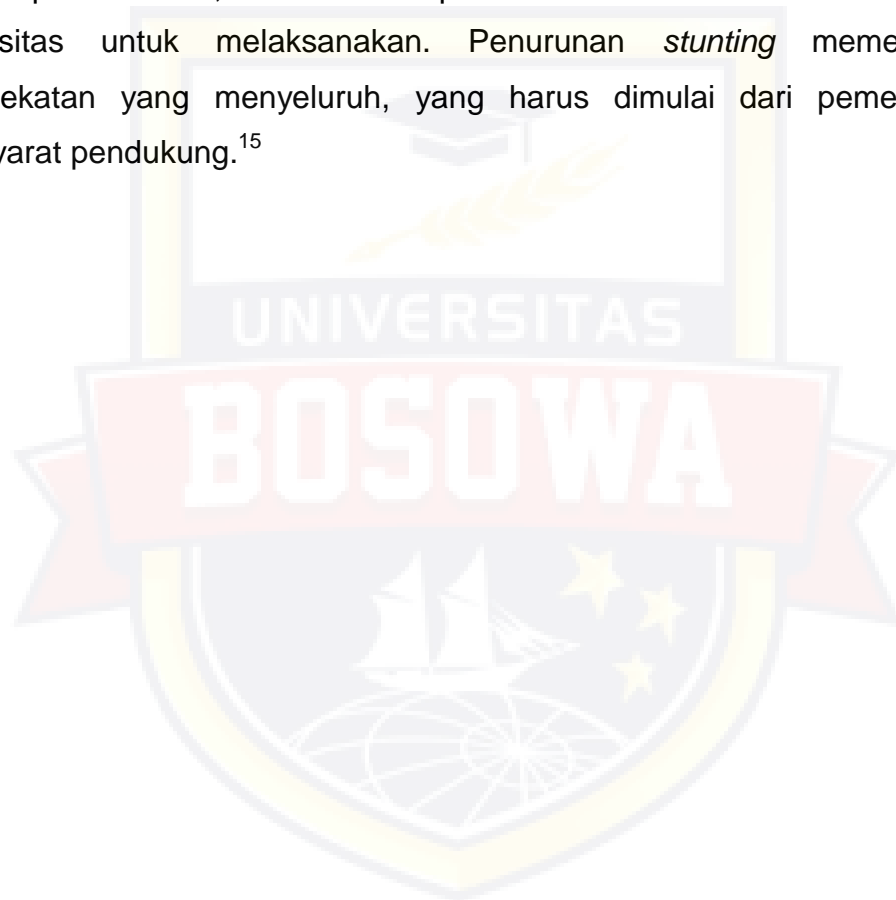 sitas untuk melaksanakan. Penurunan stunting meme
ekatan yang menyeluruh, yang harus dimulai dari peme
yarat pendukung.15
UNIVERSITAS
BOSOWA